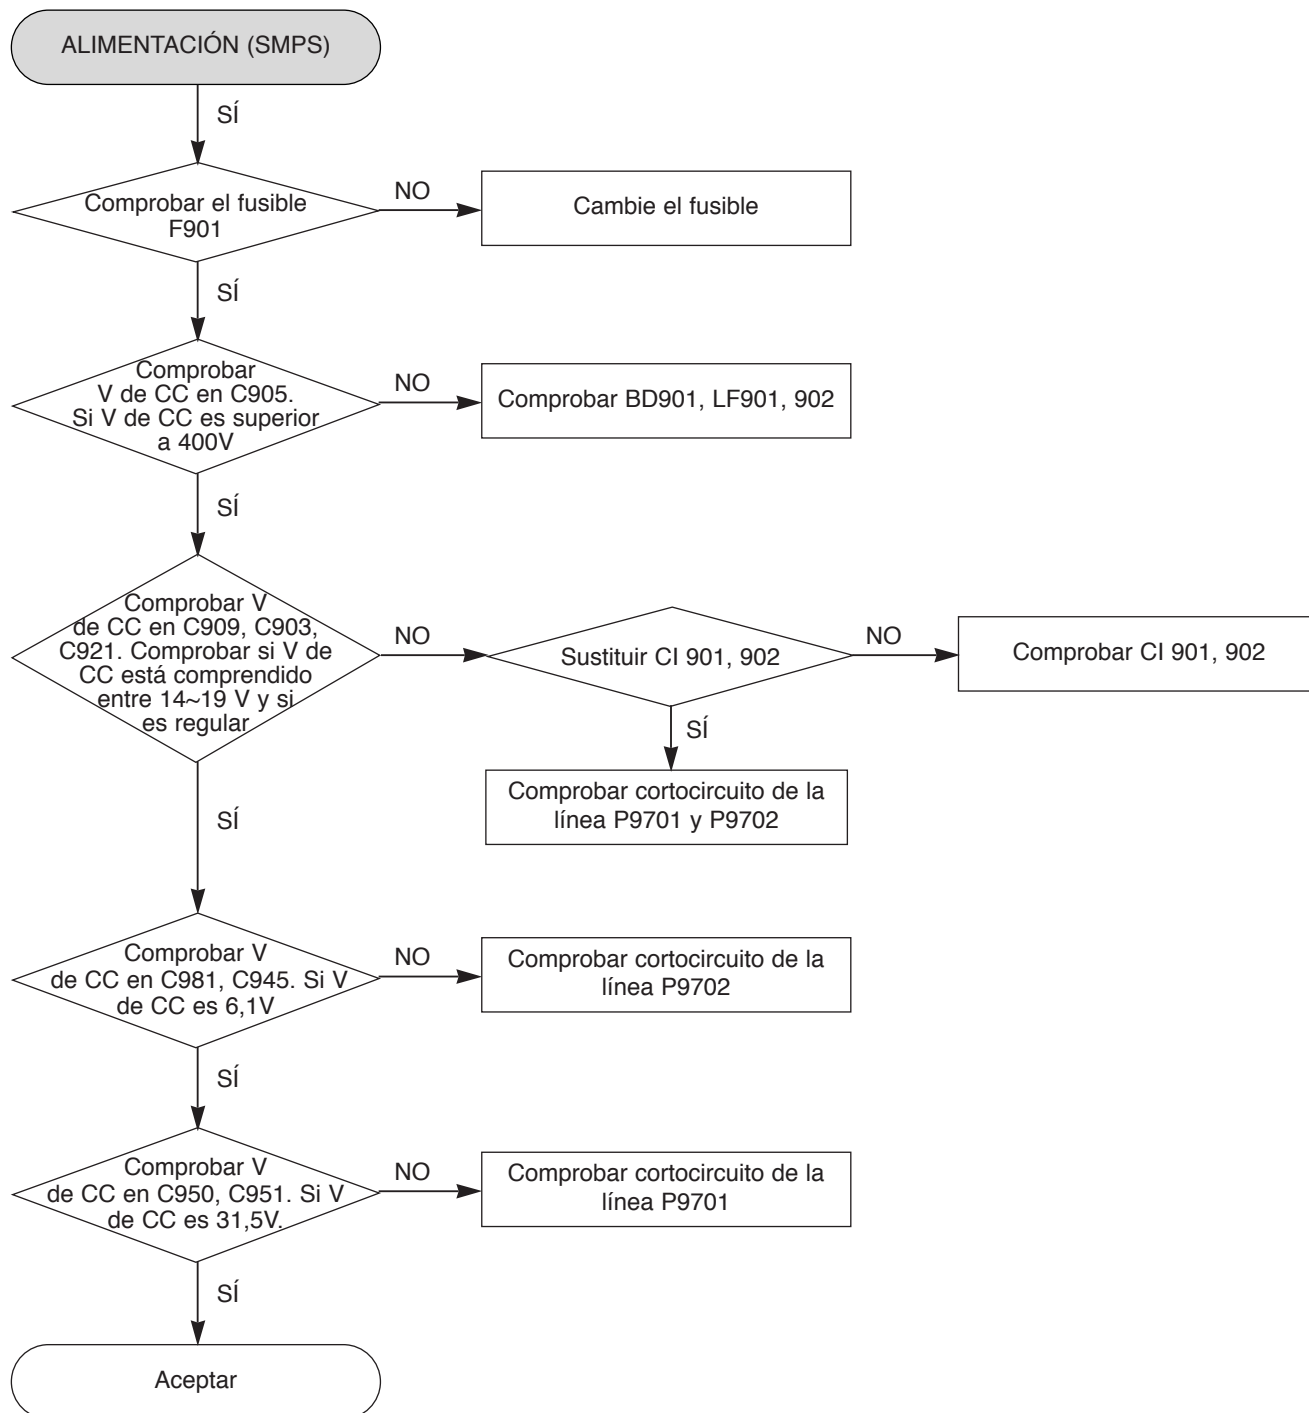 ALIMENTACIÓN (SMPS)
SÍ
Comprobar el fusible
F901
NO
Cambie el fusible
SÍ
Comprobar
V de CC en C905.
Si V de CC es superior
a 400V
NO
Comprobar BD901, LF901, 902
SÍ
Comprobar V
de CC en C909, C903,
C921. Comprobar si V de
CC está comprendido
entre 14~19 V y si
es regular
NO
Sustituir CI 901, 902
NO
Comprobar CI 901, 902
SÍ
Comprobar cortocircuito de la
línea P9701 y P9702
SÍ
Comprobar V
de CC en C981, C945. Si V
de CC es 6,1V
NO
Comprobar cortocircuito de la
línea P9702
SÍ
Comprobar V
de CC en C950, C951. Si V
de CC es 31,5V.
NO
Comprobar cortocircuito de la
línea P9701
SÍ
Aceptar